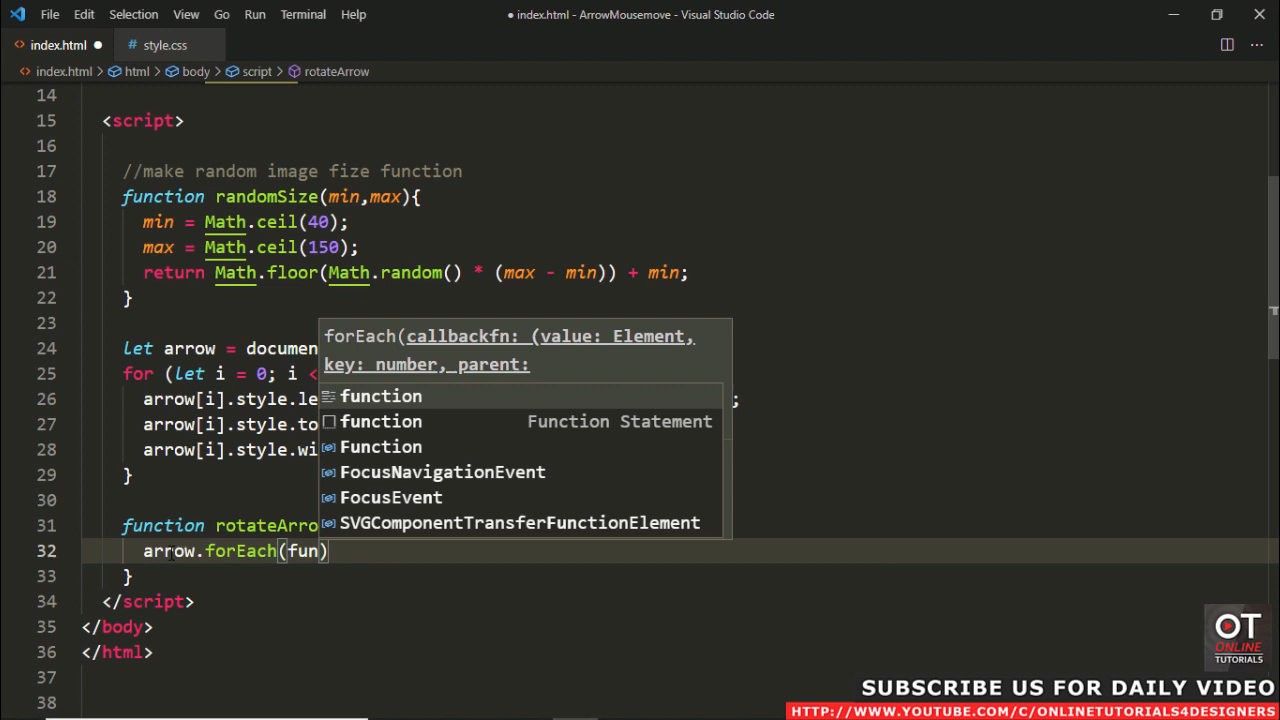 File Edit Selection View Go Run Terminal Help
● index.html - ArrowMousemove - Visual Studio Code
index.html ● style.css
index.html > html > body > script > rotateArrow
14
15 <script>
16
17 //make random image fize function
18 function randomSize(min,max){
19 min = Math.ceil(40);
20 max = Math.ceil(150);
21 return Math.floor(Math.random() * (max - min)) + min;
22 }
23
24 let arrow = documen
25 for (let i = 0; i <
26 arrow[i].style.le ;
27 arrow[i].style.to
28 arrow[i].style.wi
29 }
30
31 function rotateArro
32 arrow.forEach(fun)
33 }
34 </script>
35 </body>
36 </html>
37
38
forEach(callbackfn: (value: Element,
key: number, parent:
function
function Function Statement
Function
FocusNavigationEvent
FocusEvent
SVGComponentTransferFunctionElement
OT
ONLINE
TUTORIALS
SUBSCRIBE US FOR DAILY VIDEO
HTTP://WWW.YOUTUBE.COM/C/ONLINETUTORIALS4DESIGNERS